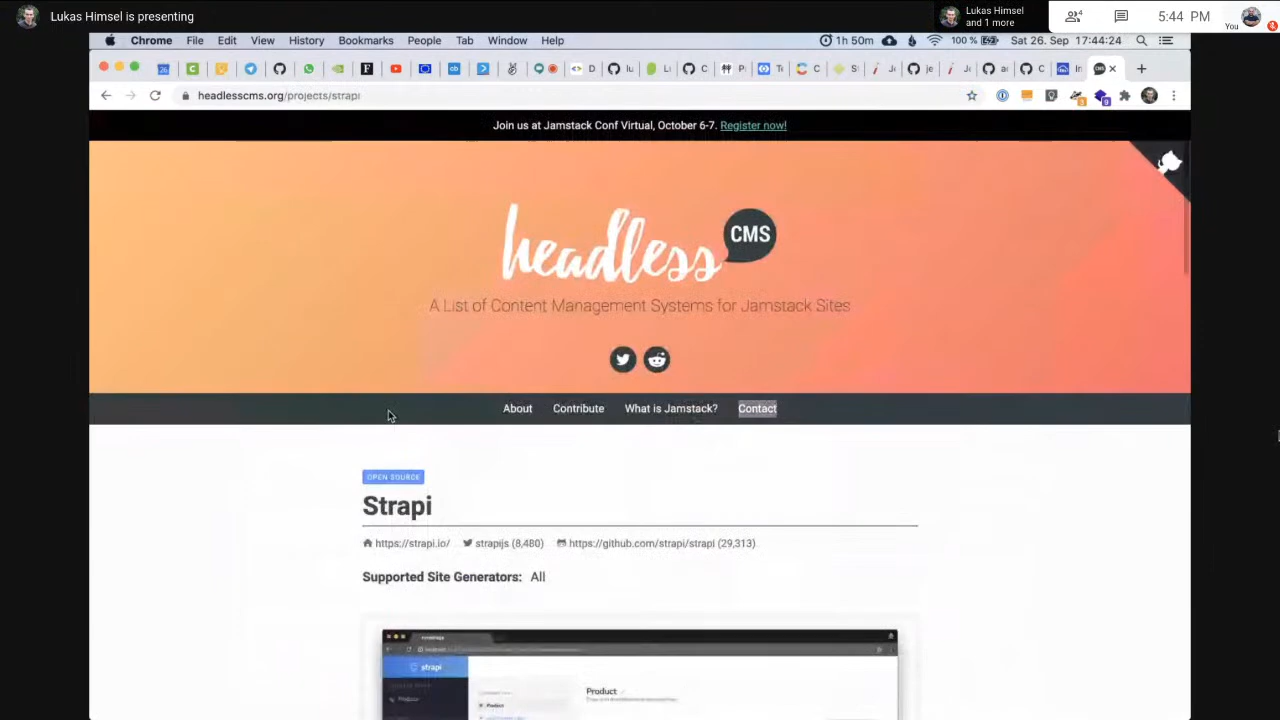 Lukas Himsel is presenting
Lukas Himsel
and 1 more
4
5:44 PM
You
Chrome File Edit View History Bookmarks People Tab Window Help
1h 50m 100 % Sat 26. Sep 17:44:24
headlesscms.org/projects/strapi
Join us at Jamstack Conf Virtual, October 6-7. Register now!
headless CMS
A List of Content Management Systems for Jamstack Sites
About Contribute What is Jamstack? Contact
OPEN SOURCE
Strapi
https://strapi.io/ strapijs (8,480) https://github.com/strapi/strapi (29,313)
Supported Site Generators: All
strapi
Product
Product